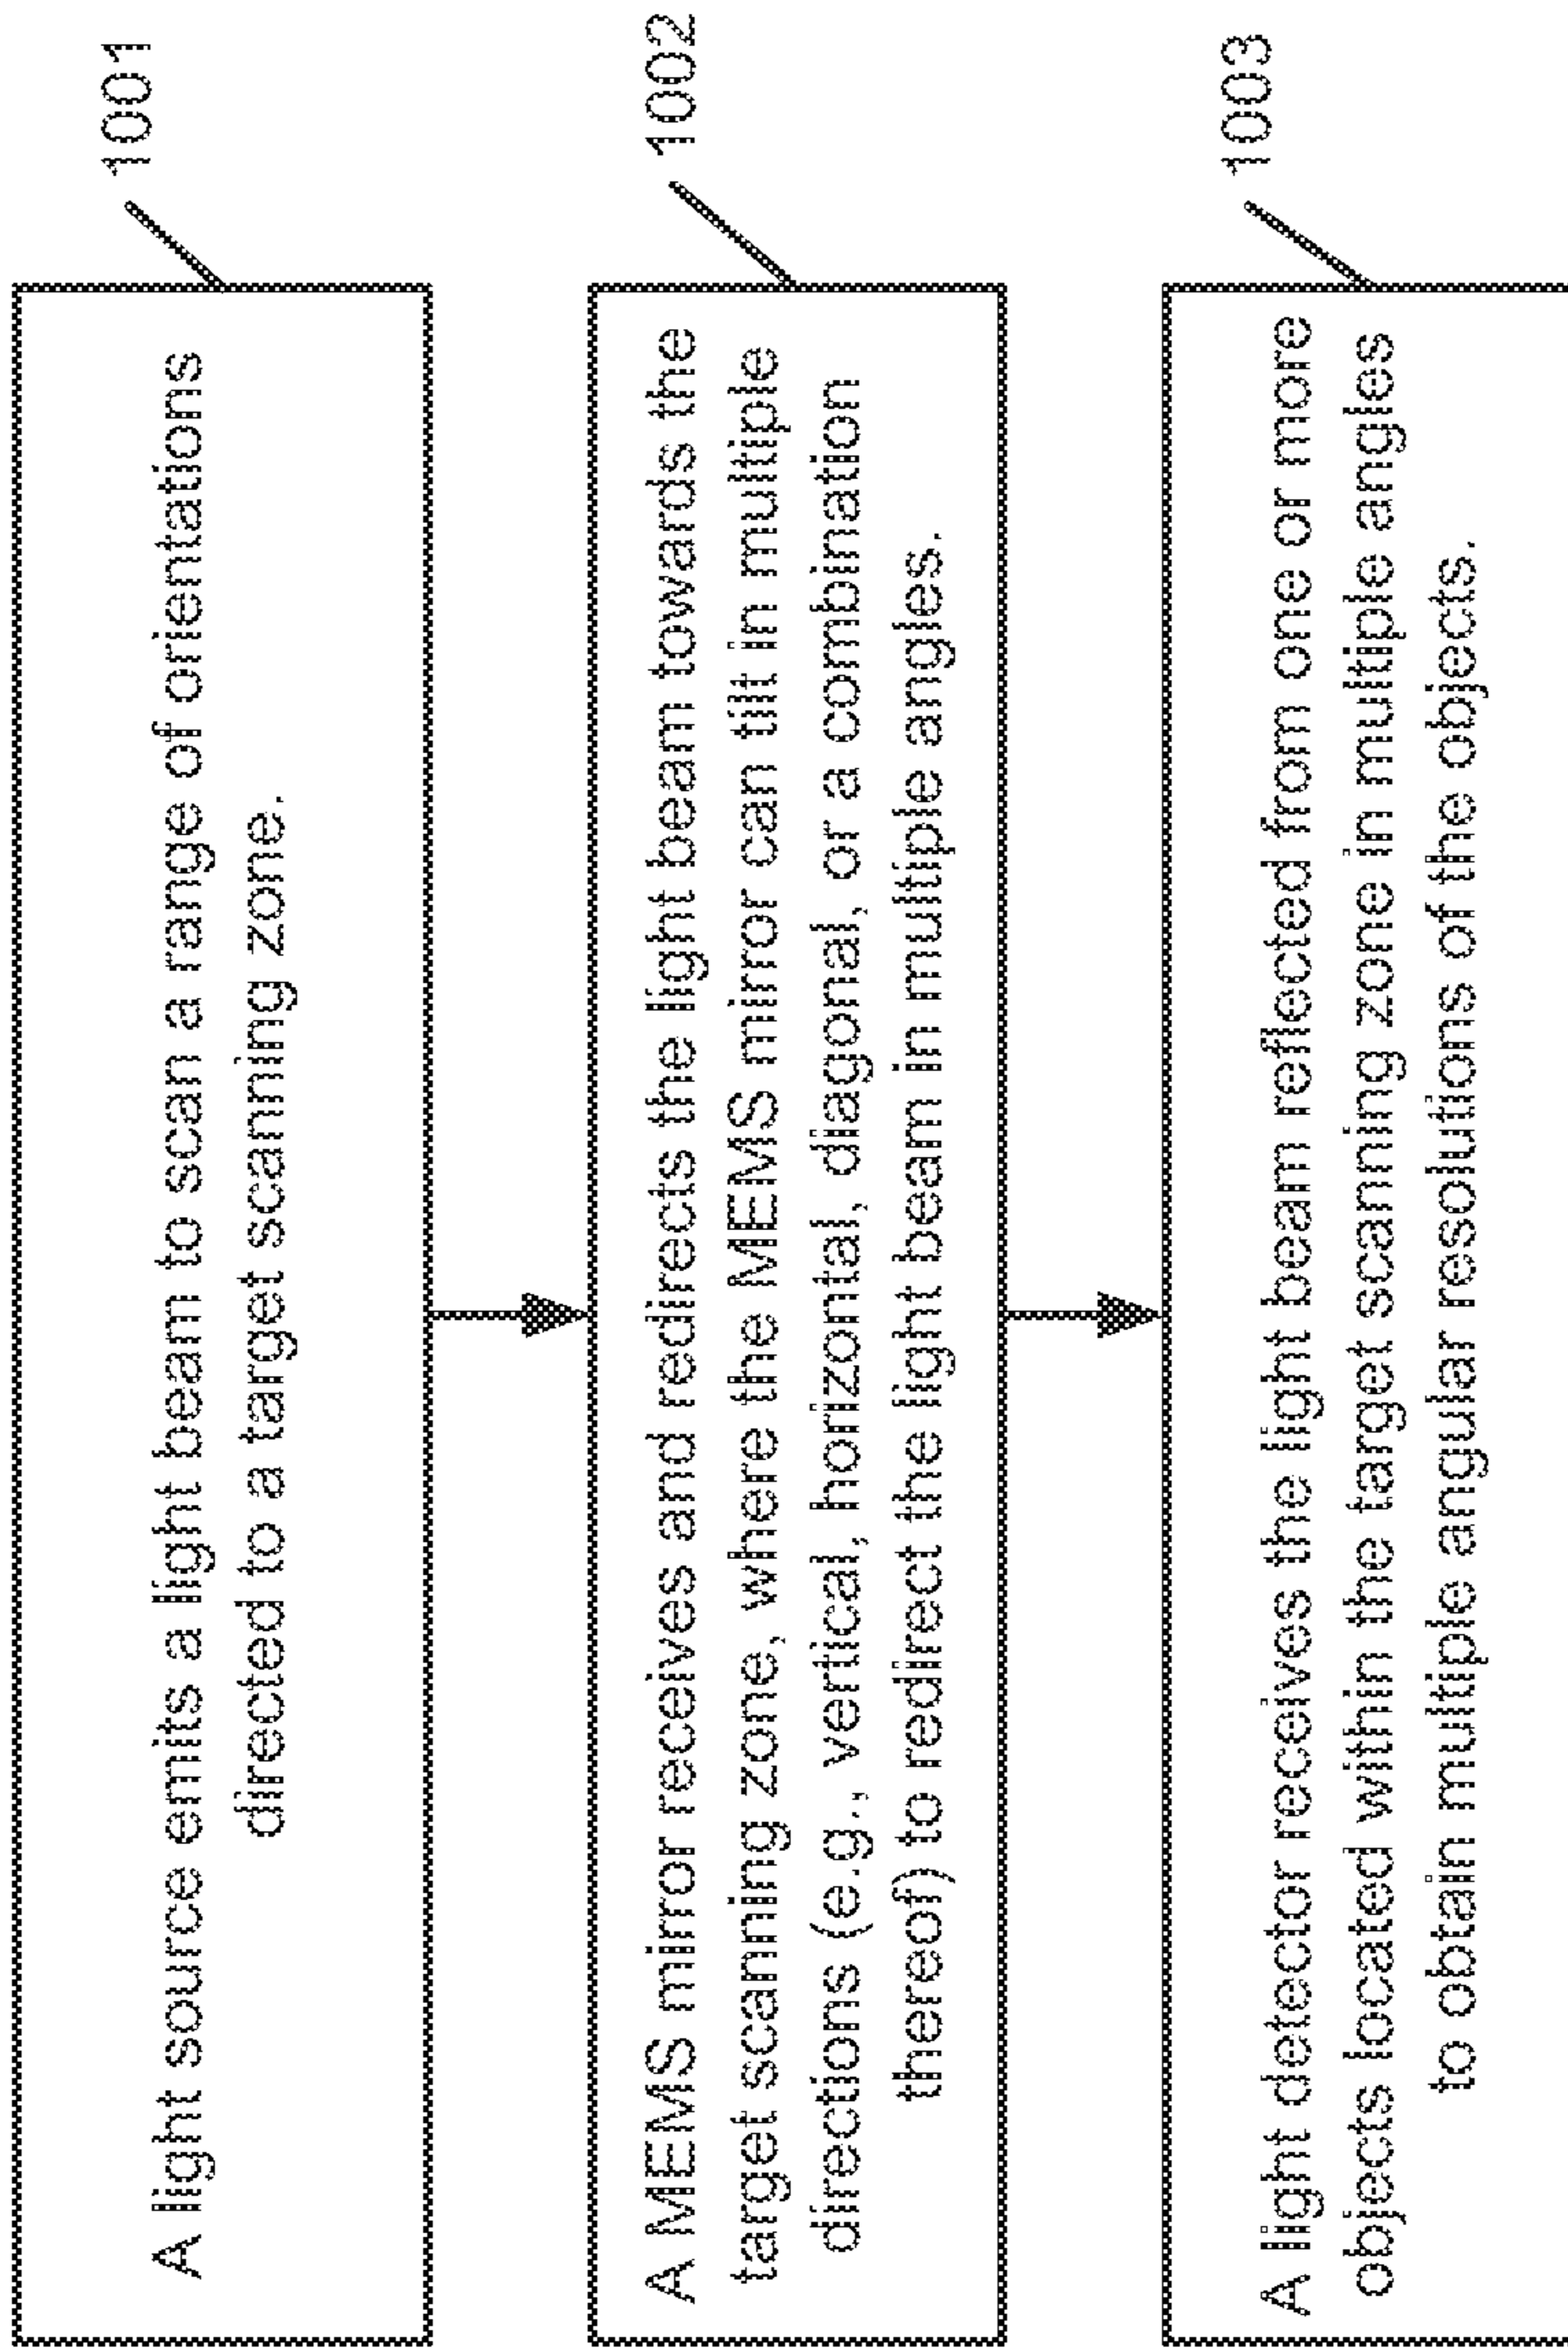 A light source emits a light beam to scan a range of orientations
directed to a target scanning zone.
1001
A MEMS mirror receives and redirects the light beam towards the
target scanning zone, where the MEMS mirror can tilt in multiple
directions (e.g., vertical, horizontal, diagonal, or a combination
thereof) to redirect the light beam in multiple angles.
1002
A light detector receives the light beam reflected from one or more
objects located within the target scanning zone in multiple angles
to obtain multiple angular resolutions of the objects.
1003